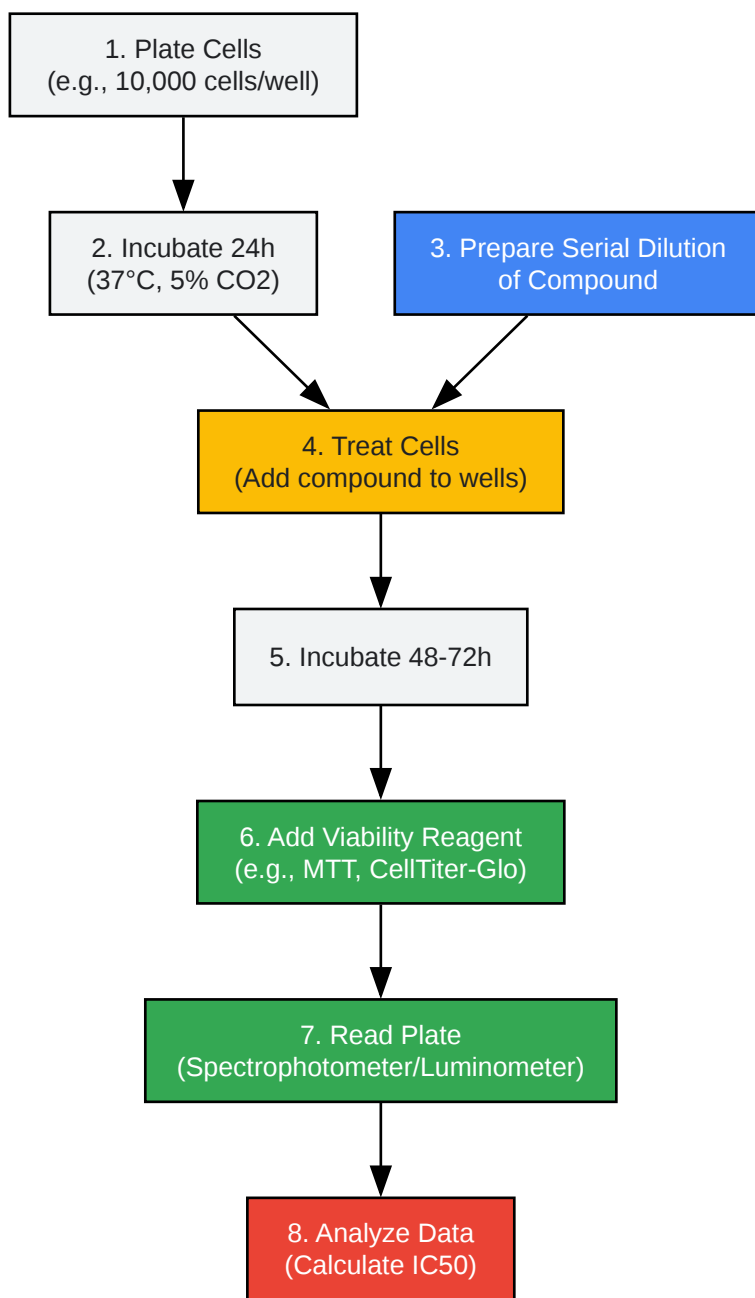 1. Plate Cells
(e.g., 10,000 cells/well)
2. Incubate 24h
(37°C, 5% CO2)
3. Prepare Serial Dilution
of Compound
4. Treat Cells
(Add compound to wells)
5. Incubate 48-72h
6. Add Viability Reagent
(e.g., MTT, CellTiter-Glo)
7. Read Plate
(Spectrophotometer/Luminometer)
8. Analyze Data
(Calculate IC50)